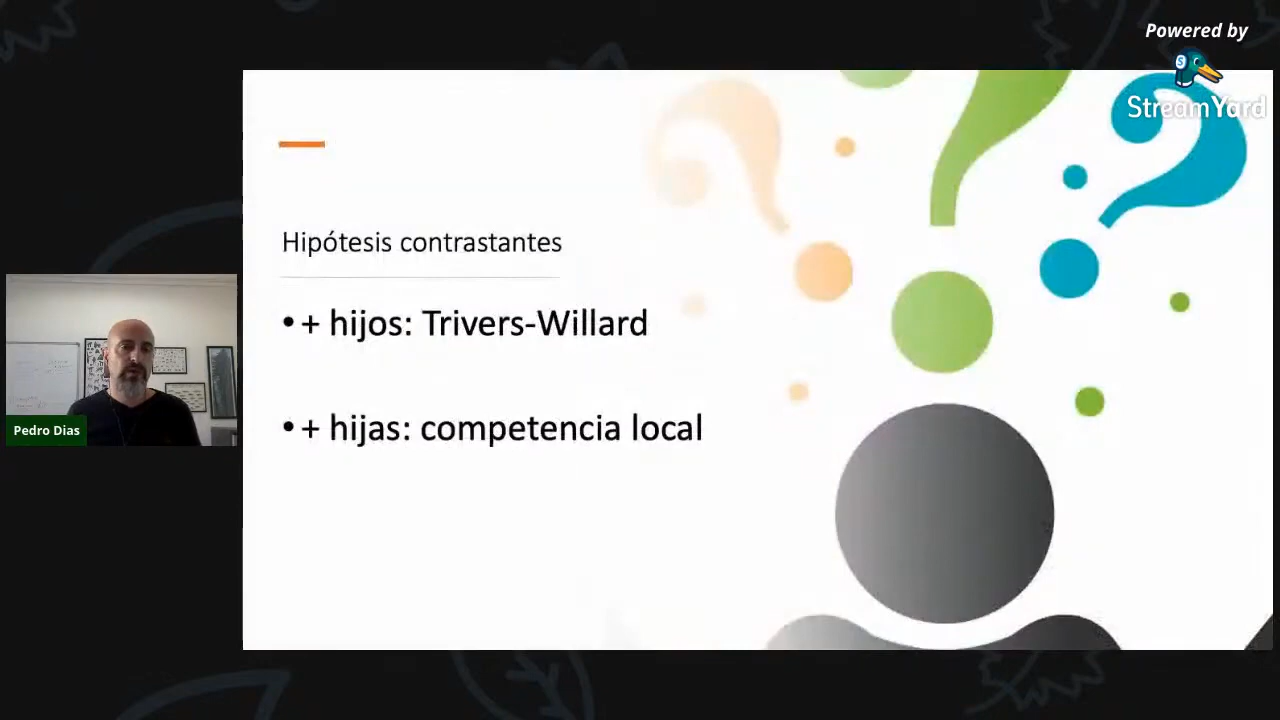 Powered by
StreamYard
Hipótesis contrastantes
• + hijos: Trivers-Willard
• + hijas: competencia local
Pedro Dias